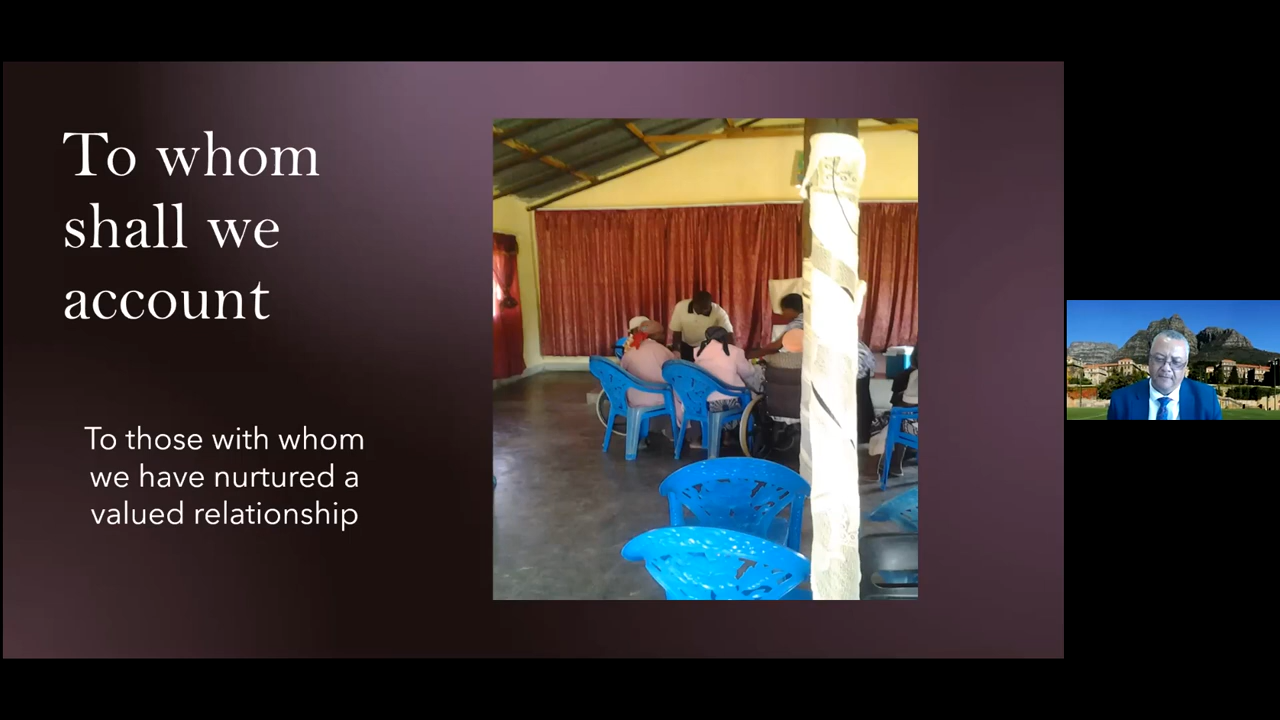 To whom
shall we
account
To those with whom
we have nurtured a
valued relationship